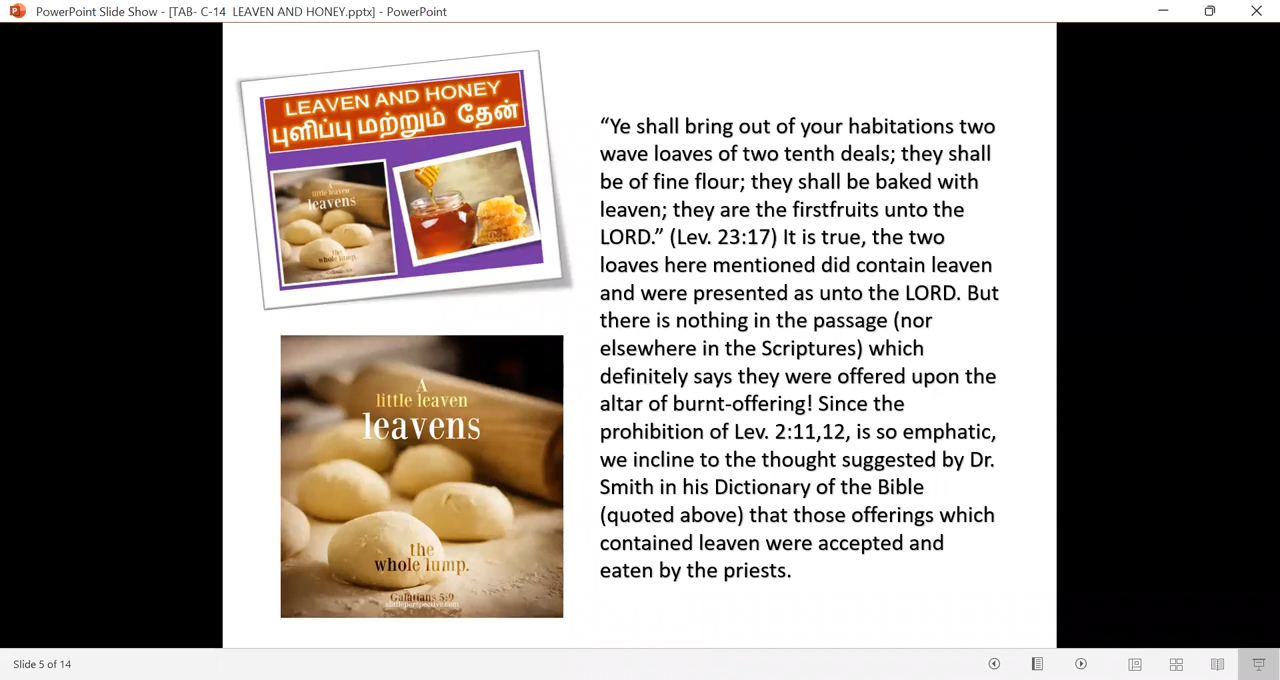 PowerPoint Slide Show - [TAB- C-14  LEAVEN AND HONEY.pptx] - PowerPoint
LEAVEN AND HONEY
புளிப்பு மற்றும் தேன்
A
little leaven
leavens
the
whole lump.
Galatians 5:9
A
little leaven
leavens
the
whole lump.
Galatians 5:9
alittleperspective.com
“Ye shall bring out of your habitations two
wave loaves of two tenth deals; they shall
be of fine flour; they shall be baked with
leaven; they are the firstfruits unto the
LORD.” (Lev. 23:17) It is true, the two
loaves here mentioned did contain leaven
and were presented as unto the LORD. But
there is nothing in the passage (nor
elsewhere in the Scriptures) which
definitely says they were offered upon the
altar of burnt-offering! Since the
prohibition of Lev. 2:11,12, is so emphatic,
we incline to the thought suggested by Dr.
Smith in his Dictionary of the Bible
(quoted above) that those offerings which
contained leaven were accepted and
eaten by the priests.
Slide 5 of 14